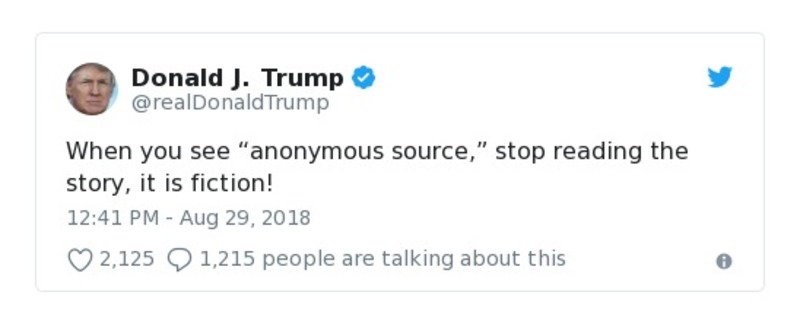 Donald J. Trump
@realDonaldTrump
When you see “anonymous source,” stop reading the
story, it is fiction!
12:41 PM - Aug 29, 2018
2,125 1,215 people are talking about this